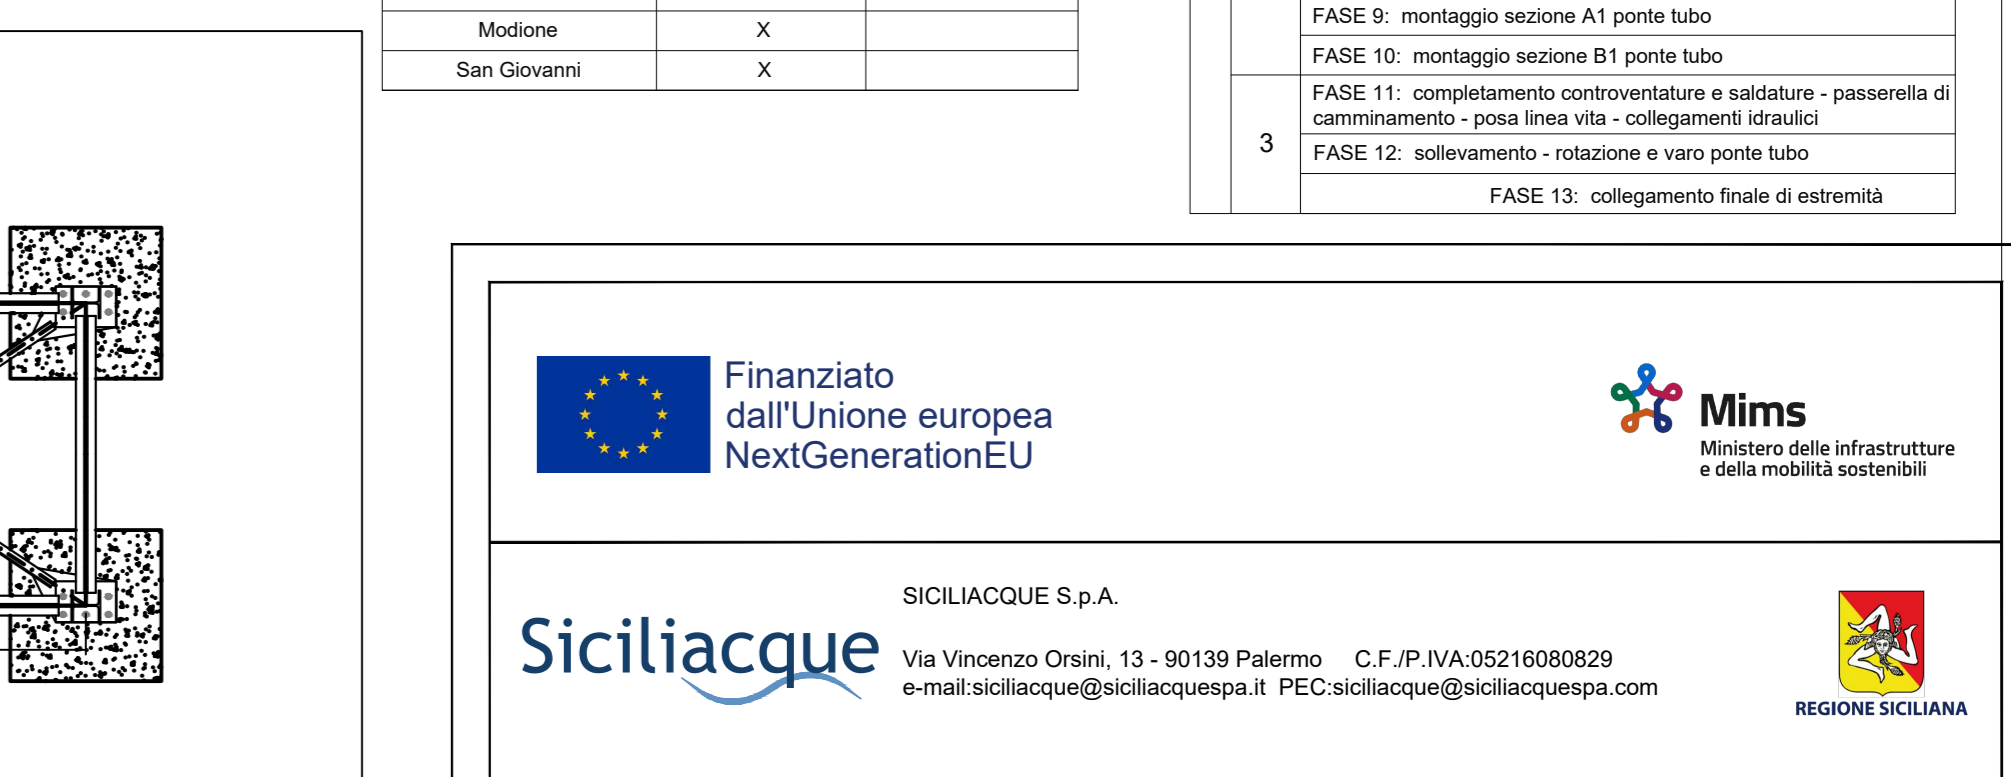 Modione X
San Giovanni X
FASE 9: montaggio sezione A1 ponte tubo
FASE 10: montaggio sezione B1 ponte tubo
3
FASE 11: completamento controventature e saldature - passerella di
camminamento - posa linea vita - collegamenti idraulici
FASE 12: sollevamento - rotazione e varo ponte tubo
FASE 13: collegamento finale di estremità
Finanziato
dall'Unione europea
NextGenerationEU
Mims
Ministero delle infrastrutture
e della mobilità sostenibili
Siciliacque
SICILIACQUE S.p.A.
Via Vincenzo Orsini, 13 - 90139 Palermo C.F./P.IVA:05216080829
e-mail:siciliacque@siciliacquespa.it PEC:siciliacque@siciliacquespa.com
REGIONE SICILIANA